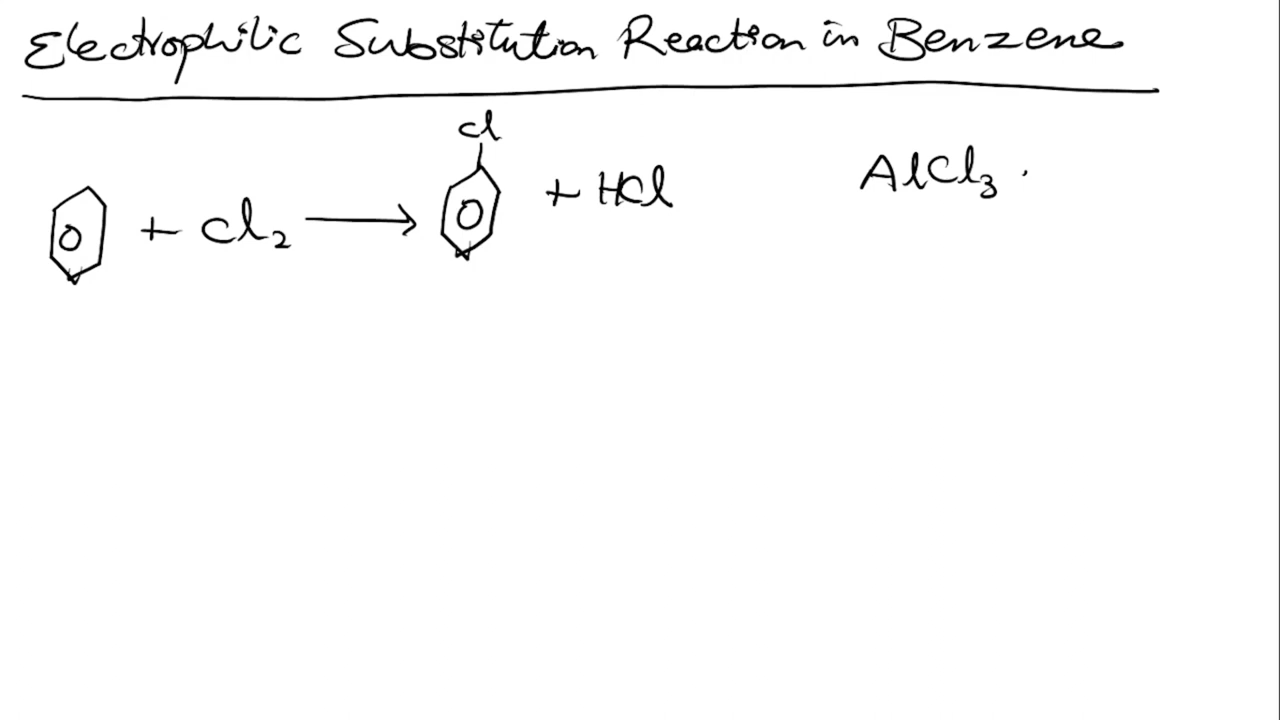 Electrophilic Substitution Reaction in Benzene
Cl
+ Cl₂ ⟶ + HCl AlCl₃ .